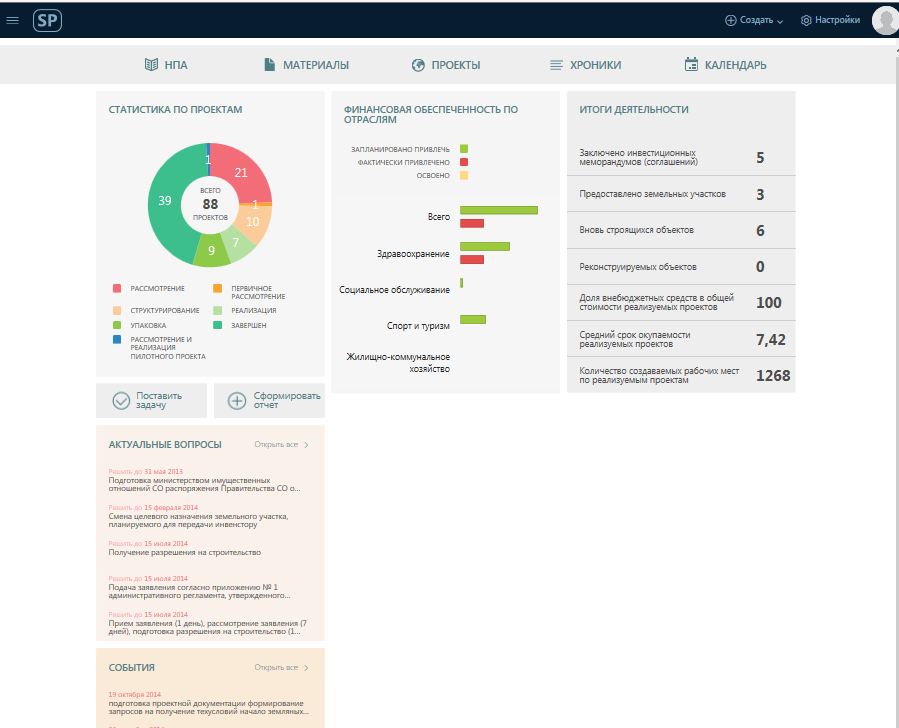 SP
Создать
Настройки
НПА
МАТЕРИАЛЫ
ПРОЕКТЫ
ХРОНИКИ
КАЛЕНДАРЬ
СТАТИСТИКА ПО ПРОЕКТАМ
1
21
39
ВСЕГО
88
ПРОЕКТОВ
1
10
7
9
РАССМОТРЕНИЕ
ПЕРВИЧНОЕ
РАССМОТРЕНИЕ
СТРУКТУРИРОВАНИЕ
РЕАЛИЗАЦИЯ
УПАКОВКА
ЗАВЕРШЕН
РАССМОТРЕНИЕ И
РЕАЛИЗАЦИЯ
ПИЛОТНОГО ПРОЕКТА
Поставить
задачу
Сформировать
отчет
АКТУАЛЬНЫЕ ВОПРОСЫ
Открыть все
Решить до 31 мая 2013
Подготовка министерством имущественных
отношений СО распоряжения Правительства СО о...
Решить до 15 февраля 2014
Смена целевого назначения земельного участка,
планируемого для передачи инвенстору
Решить до 15 июля 2014
Получение разрешения на строительство
Решить до 15 июля 2014
Подача заявления согласно приложению № 1
административного регламента, утвержденного...
Решить до 15 июля 2014
Прием заявления (1 день), рассмотрение заявления (7
дней), подготовка разрешения на строительство (1...
СОБЫТИЯ
Открыть все
19 октября 2014
подготовка проектной документации формирование
запросов на получение техусловий начало земляных...
ФИНАНСОВАЯ ОБЕСПЕЧЕННОСТЬ ПО
ОТРАСЛЯМ
ЗАПЛАНИРОВАНО ПРИВЛЕЧЬ
ФАКТИЧЕСКИ ПРИВЛЕЧЕНО
ОСВОЕНО
Всего
Здравоохранение
Социальное обслуживание
Спорт и туризм
Жилищно-коммунальное
хозяйство
ИТОГИ ДЕЯТЕЛЬНОСТИ
Заключено инвестиционных
меморандумов (соглашений)
5
Предоставлено земельных участков
3
Вновь строящихся объектов
6
Реконструируемых объектов
0
Доля внебюджетных средств в общей
стоимости реализуемых проектов
100
Средний срок окупаемости
реализуемых проектов
7,42
Количество создаваемых рабочих мест
по реализуемым проектам
1268